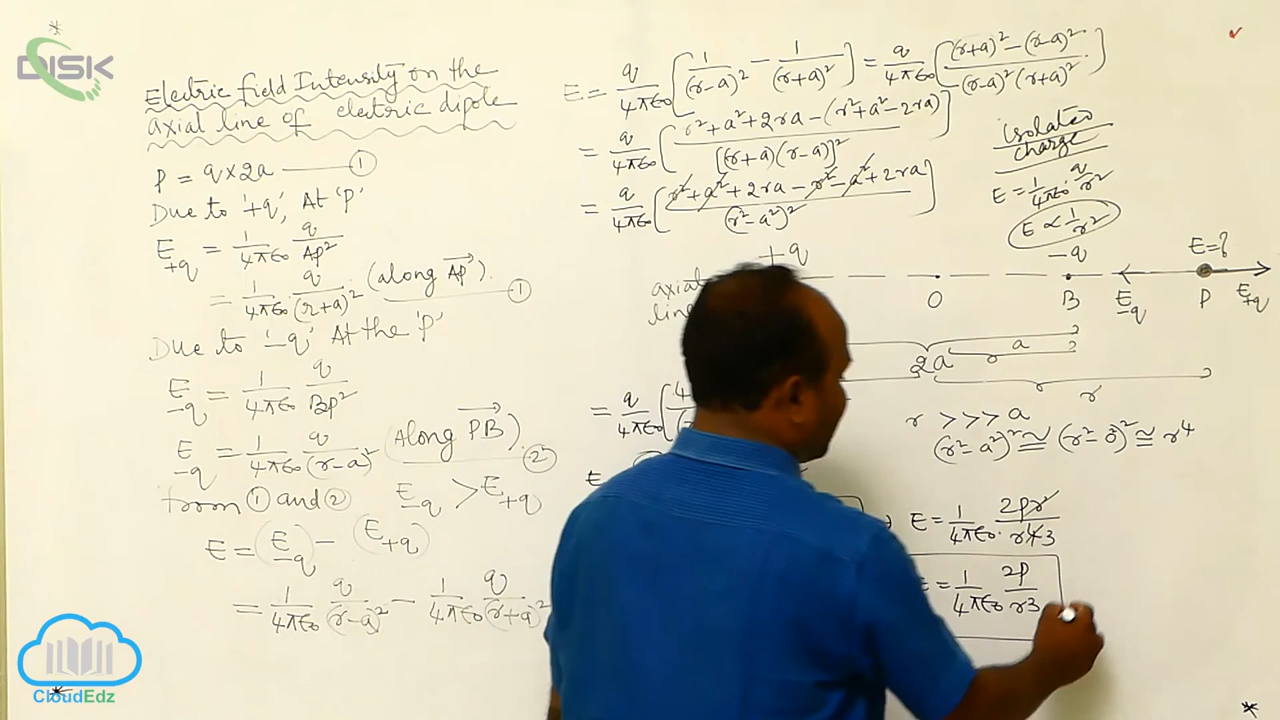 DISK
Electric field Intensity on the
axial line of electric dipole
P = q×2a ——— ①
Due to '+q', At 'P'
E+q = 1/4πϵ₀ q/AP²
= 1/4πϵ₀ · q/(r+a)² · (along AP→). ①
Due to '−q' At the 'P'
E−q = 1/4πϵ₀ q/BP²
E−q = 1/4πϵ₀ q/(r−a)² (Along PB→). ②
from ① and ② E−q > E+q
E = (E−q) − (E+q)
= 1/4πϵ₀ q/(r−a)² − 1/4πϵ₀ q/(r+a)²
E = q/4πϵ₀ [1/(r−a)² − 1/(r+a)²] = q/4πϵ₀ [(r+a)²−(r−a)²/(r−a)²(r+a)²]
= q/4πϵ₀ [r²+a²+2ra−(r²+a²−2ra)/[(r+a)(r−a)]²]
= q/4πϵ₀ [r²+a²+2ra−r²−a²+2ra/(r²−a²)²]
isolated
charge
E = 1/4πϵ₀ · q/r²
E ∝ 1/r²
+q −q E=?
axial
line
O B E−q P E+q
a
2a
r
r
= q/4πϵ₀ [4
r >>> a
(r²−a²)² ≅ (r²−0)² ≅ r⁴
E
E = 1/4πϵ₀ · 2Pr/r⁴3
E = 1/4πϵ₀ 2P/r3
CloudEdz